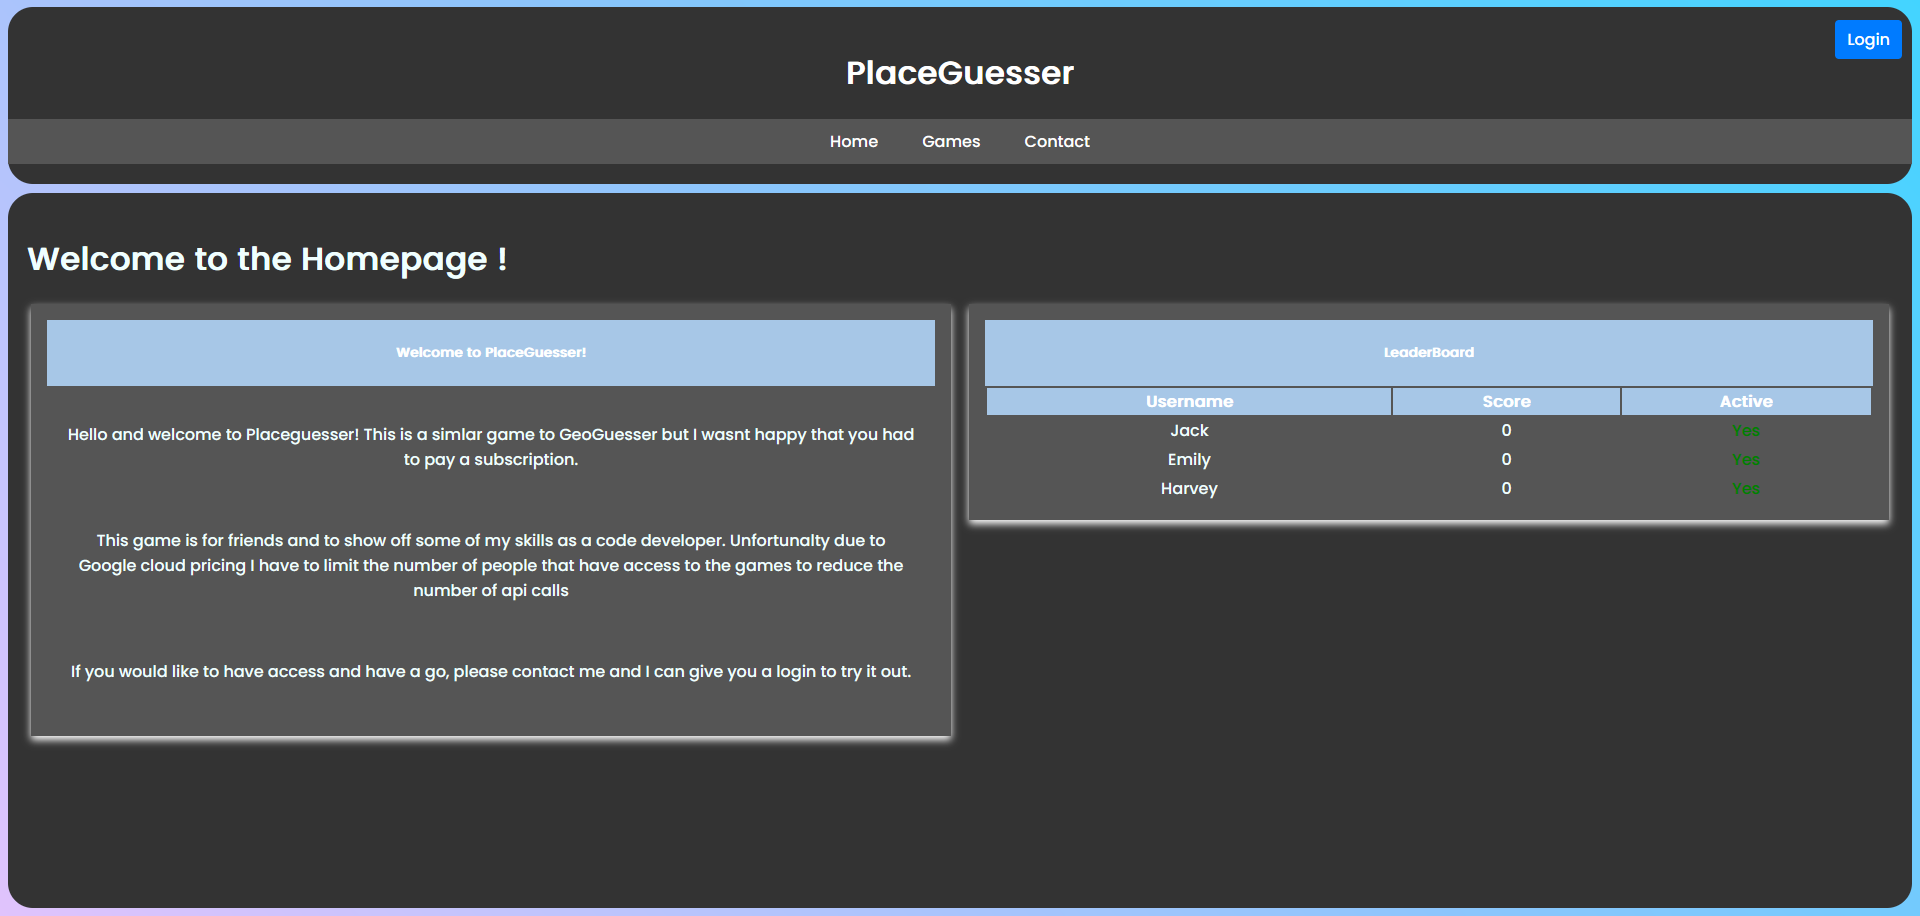 Login
PlaceGuesser
Home Games Contact
Welcome to the Homepage !
Welcome to PlaceGuesser!
Hello and welcome to Placeguesser! This is a simlar game to GeoGuesser but I wasnt happy that you had
to pay a subscription.
This game is for friends and to show off some of my skills as a code developer. Unfortunalty due to
Google cloud pricing I have to limit the number of people that have access to the games to reduce the
number of api calls
If you would like to have access and have a go, please contact me and I can give you a login to try it out.
LeaderBoard
Username Score Active
Jack 0 Yes
Emily 0 Yes
Harvey 0 Yes